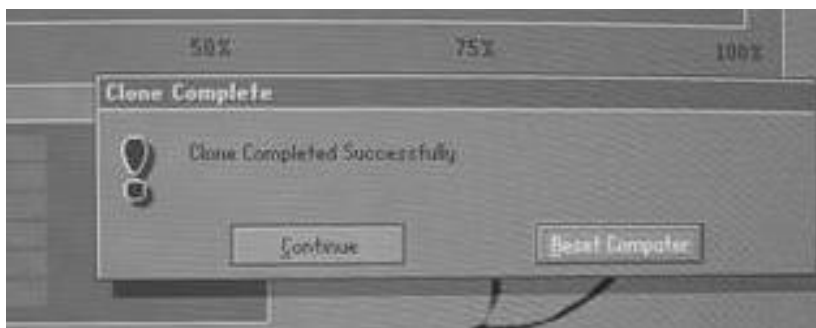 50% 75% 100%
Clone Complete
Clone Completed Successfully
Continue Reset Computer